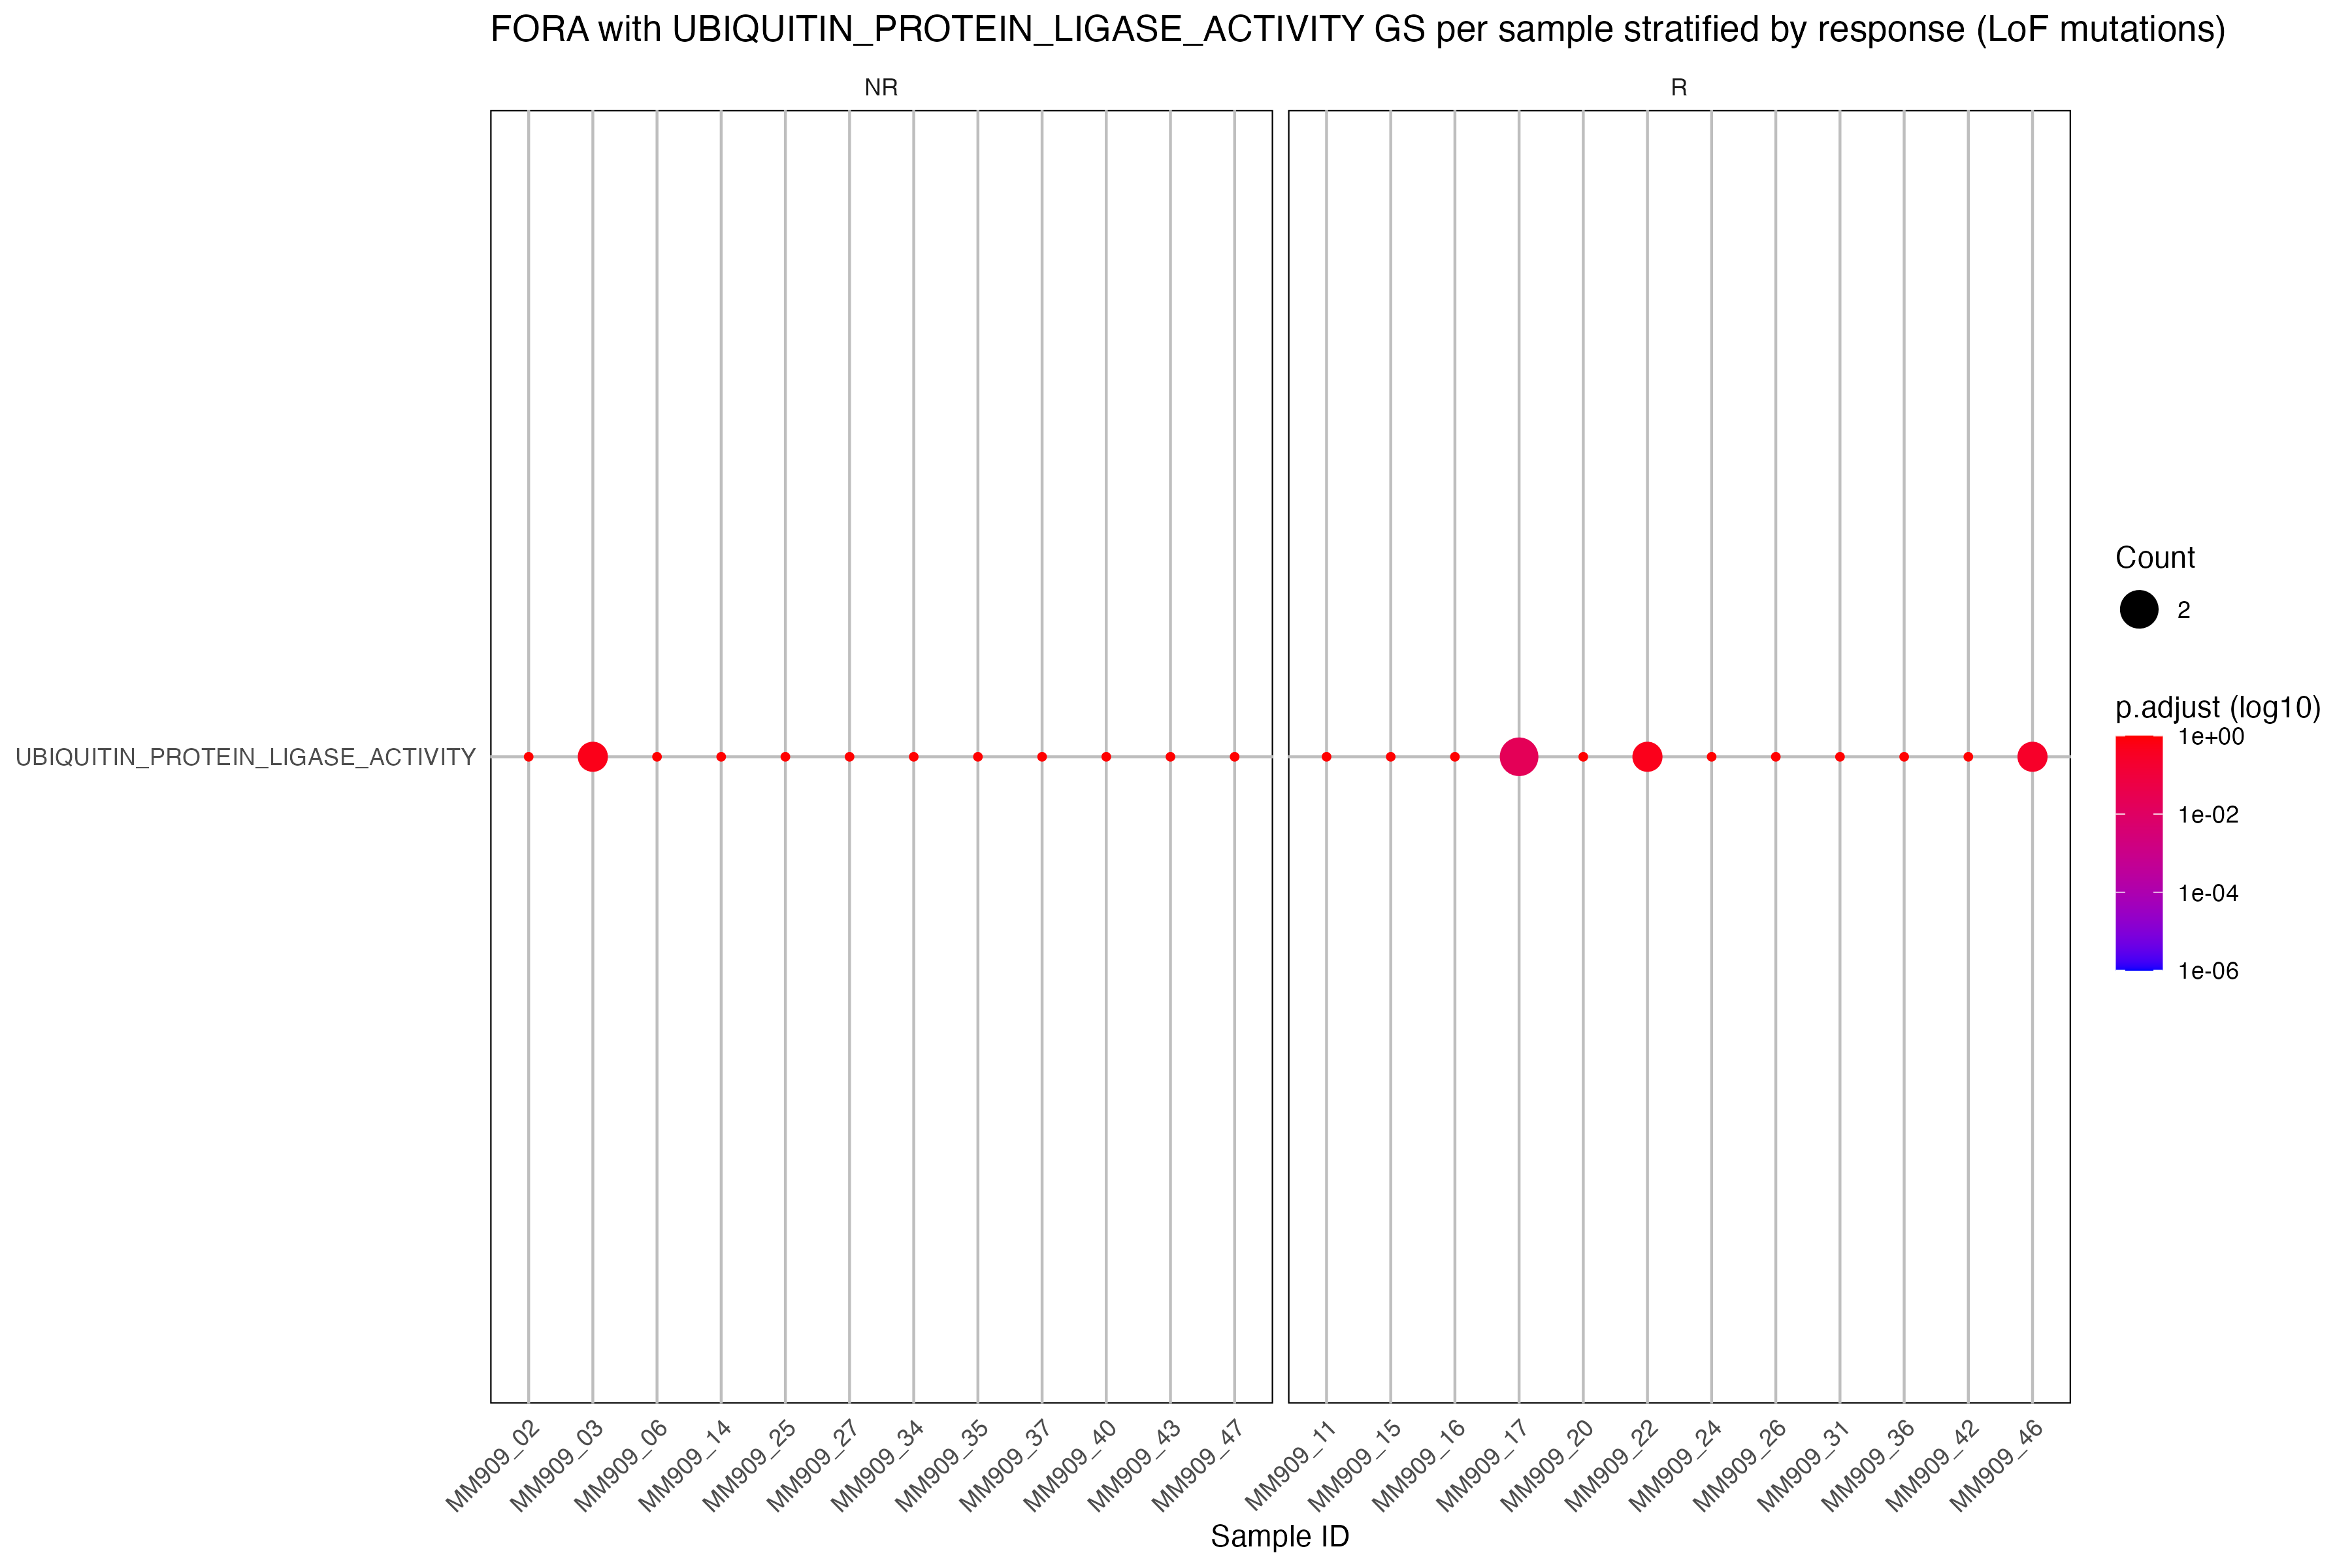 FORA with UBIQUITIN_PROTEIN_LIGASE_ACTIVITY GS per sample stratified by response (LoF mutations)
NR
R
UBIQUITIN_PROTEIN_LIGASE_ACTIVITY
Count
2
p.adjust (log10)
1e+00
1e-02
1e-04
1e-06
MM909_02
MM909_03
MM909_06
MM909_14
MM909_25
MM909_27
MM909_34
MM909_35
MM909_37
MM909_40
MM909_43
MM909_47
MM909_11
MM909_15
MM909_16
MM909_17
MM909_20
MM909_22
MM909_24
MM909_26
MM909_31
MM909_36
MM909_42
MM909_46
Sample ID